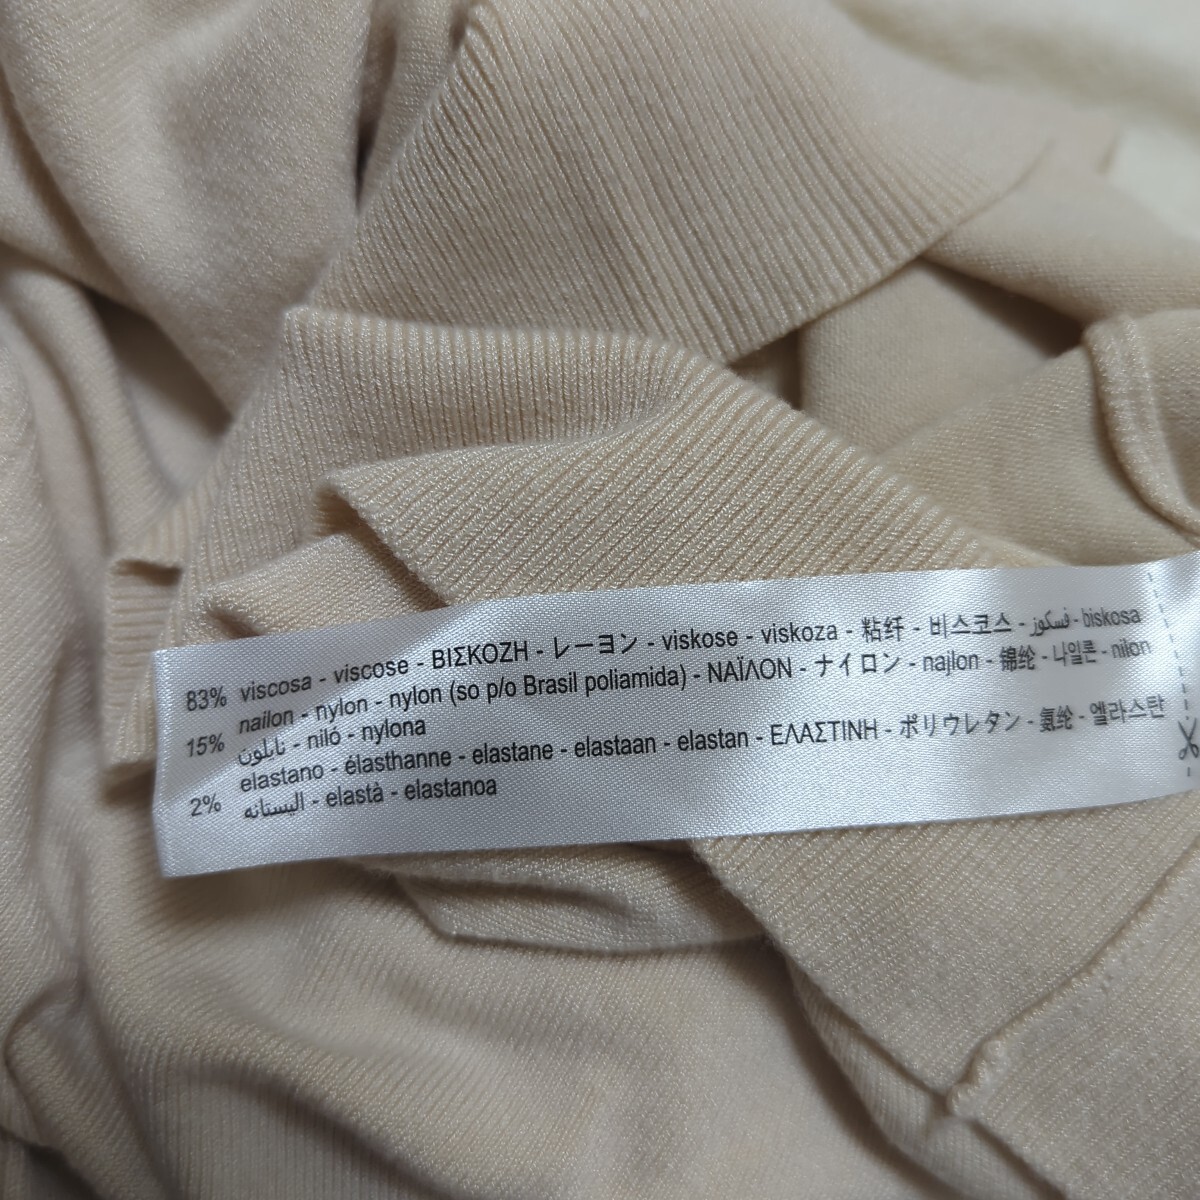 83% viscosa - viscose - ΒΙΣΚΟΖΗ - レーヨン - viskose - viskoza - 粘纤 - 비스코스 - فسكوز - biskosa
15% nailon - nylon - nylon (so p/o Brasil poliamida) - ΝΑΪΛΟΝ - ナイロン - najlon - 锦纶 - 나일론 - nilon
نايلون - niló - nylona
2% elastano - élasthanne - elastane - elastaan - elastan - ΕΛΑΣΤΙΝΗ - ポリウレタン - 氨纶 - 엘라스탄
اليستانه - elastà - elastanoa